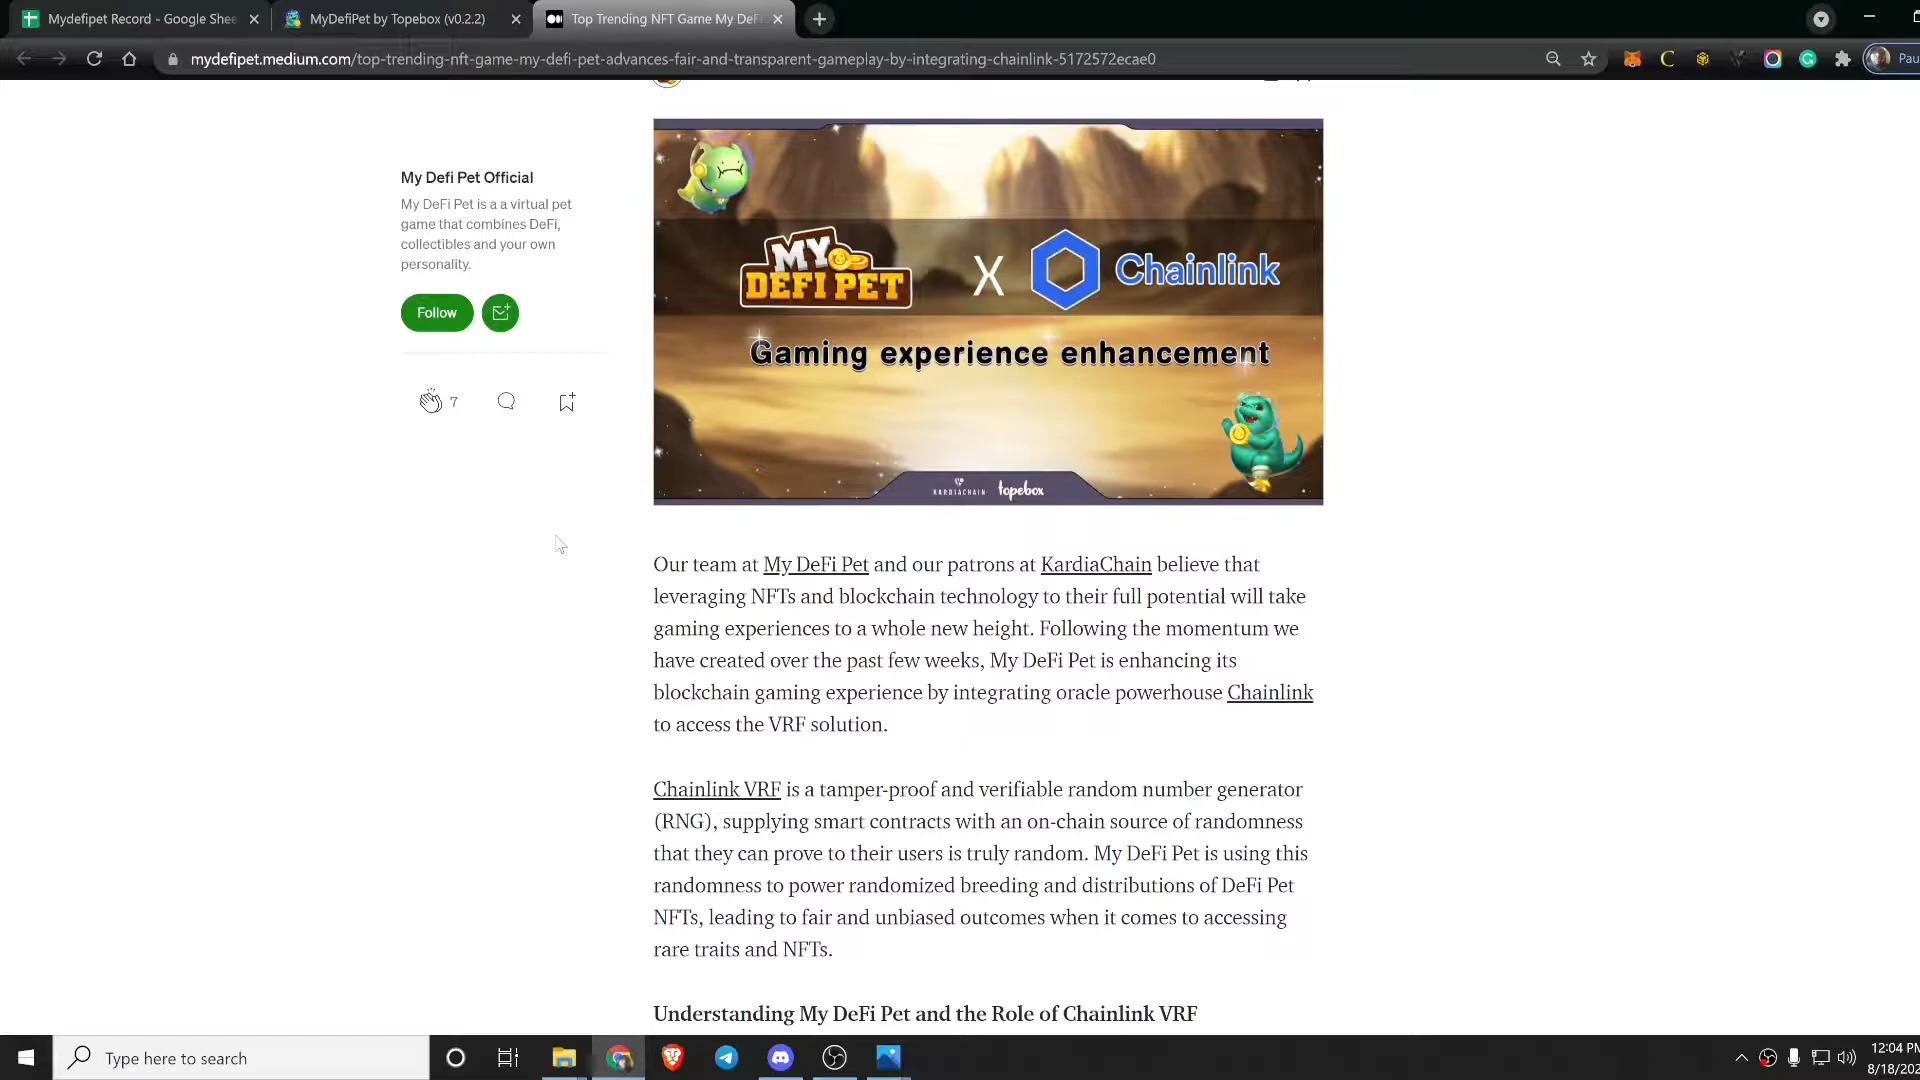 Mydefipet Record - Google Shee
MyDefiPet by Topebox (v0.2.2)
Top Trending NFT Game My DeF
mydefipet.medium.com/top-trending-nft-game-my-defi-pet-advances-fair-and-transparent-gameplay-by-integrating-chainlink-5172572ecae0
Pau
My Defi Pet Official
My DeFi Pet is a a virtual pet
game that combines DeFi,
collectibles and your own
personality.
Follow
7
MY
DEFI PET
X
Chainlink
Gaming experience enhancement
KARDIACHAIN
topebox
Our team at My DeFi Pet and our patrons at KardiaChain believe that
leveraging NFTs and blockchain technology to their full potential will take
gaming experiences to a whole new height. Following the momentum we
have created over the past few weeks, My DeFi Pet is enhancing its
blockchain gaming experience by integrating oracle powerhouse Chainlink
to access the VRF solution.
Chainlink VRF is a tamper-proof and verifiable random number generator
(RNG), supplying smart contracts with an on-chain source of randomness
that they can prove to their users is truly random. My DeFi Pet is using this
randomness to power randomized breeding and distributions of DeFi Pet
NFTs, leading to fair and unbiased outcomes when it comes to accessing
rare traits and NFTs.
Understanding My DeFi Pet and the Role of Chainlink VRF
Type here to search
12:04 PM
8/18/202